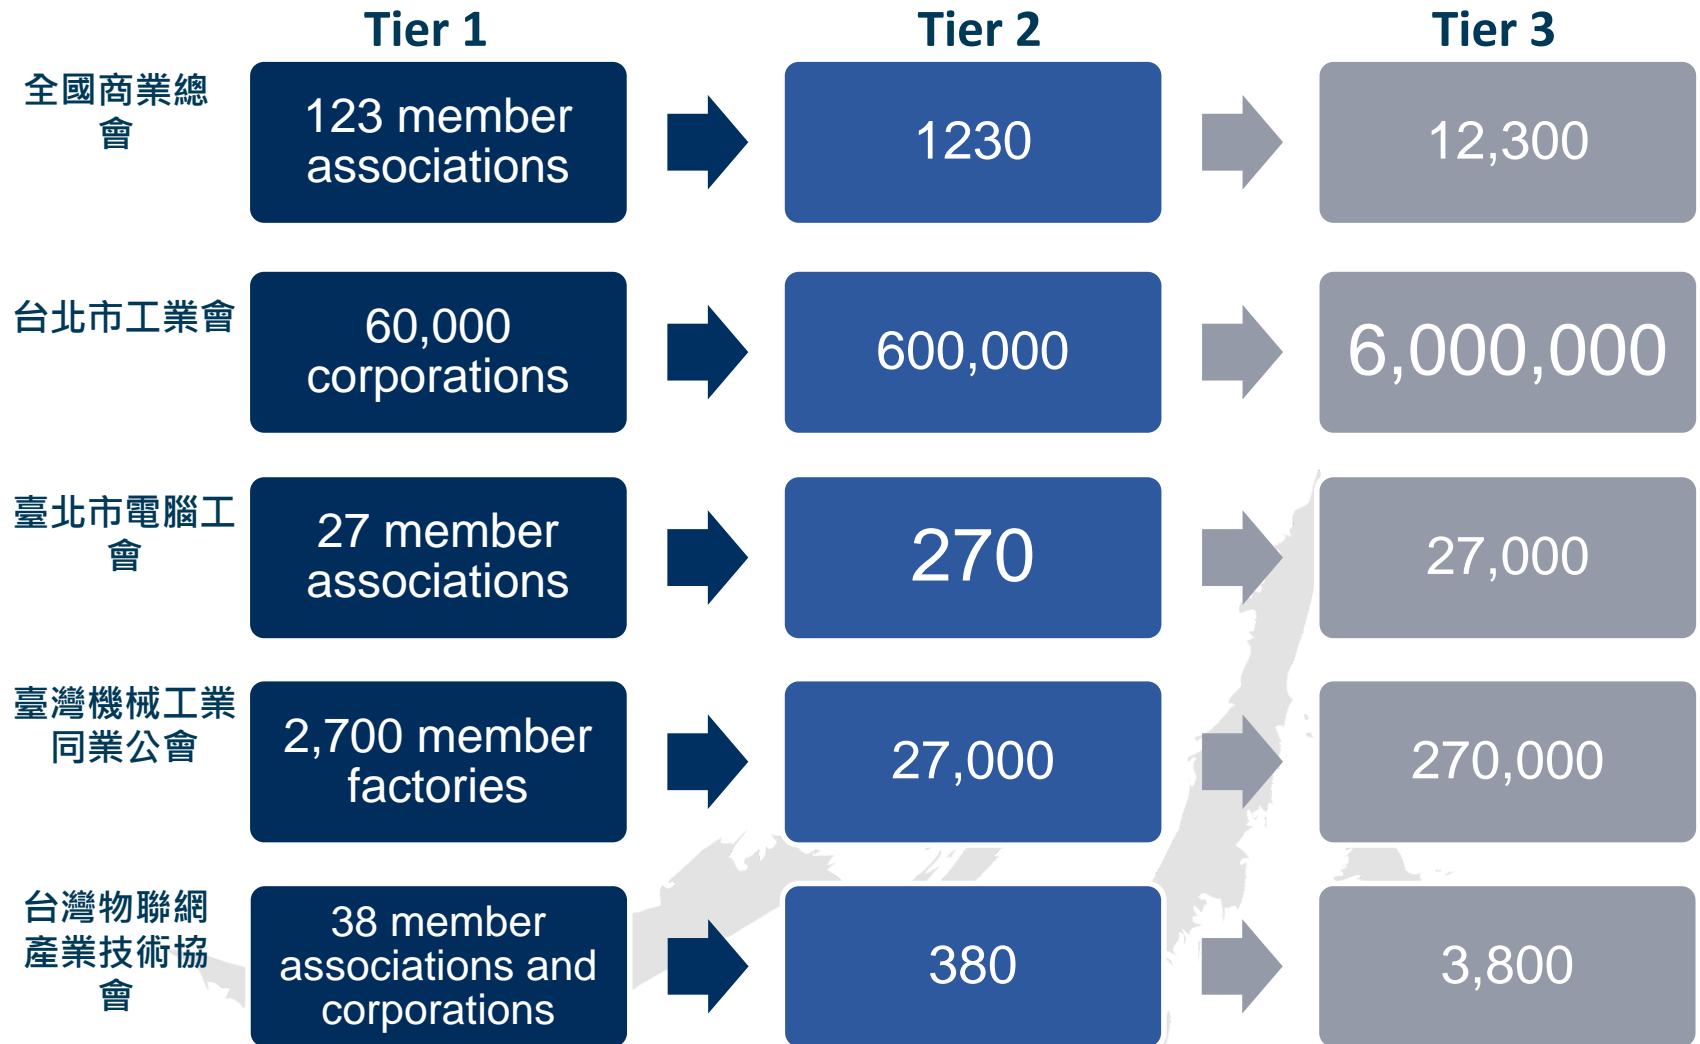 Tier 1
Tier 2
Tier 3
全國商業總
會
123 member
associations
1230
12,300
台北市工業會
60,000
corporations
600,000
6,000,000
臺北市電腦工
會
27 member
associations
270
27,000
臺灣機械工業
同業公會
2,700 member
factories
27,000
270,000
台灣物聯網
產業技術協
會
38 member
associations and
corporations
380
3,800